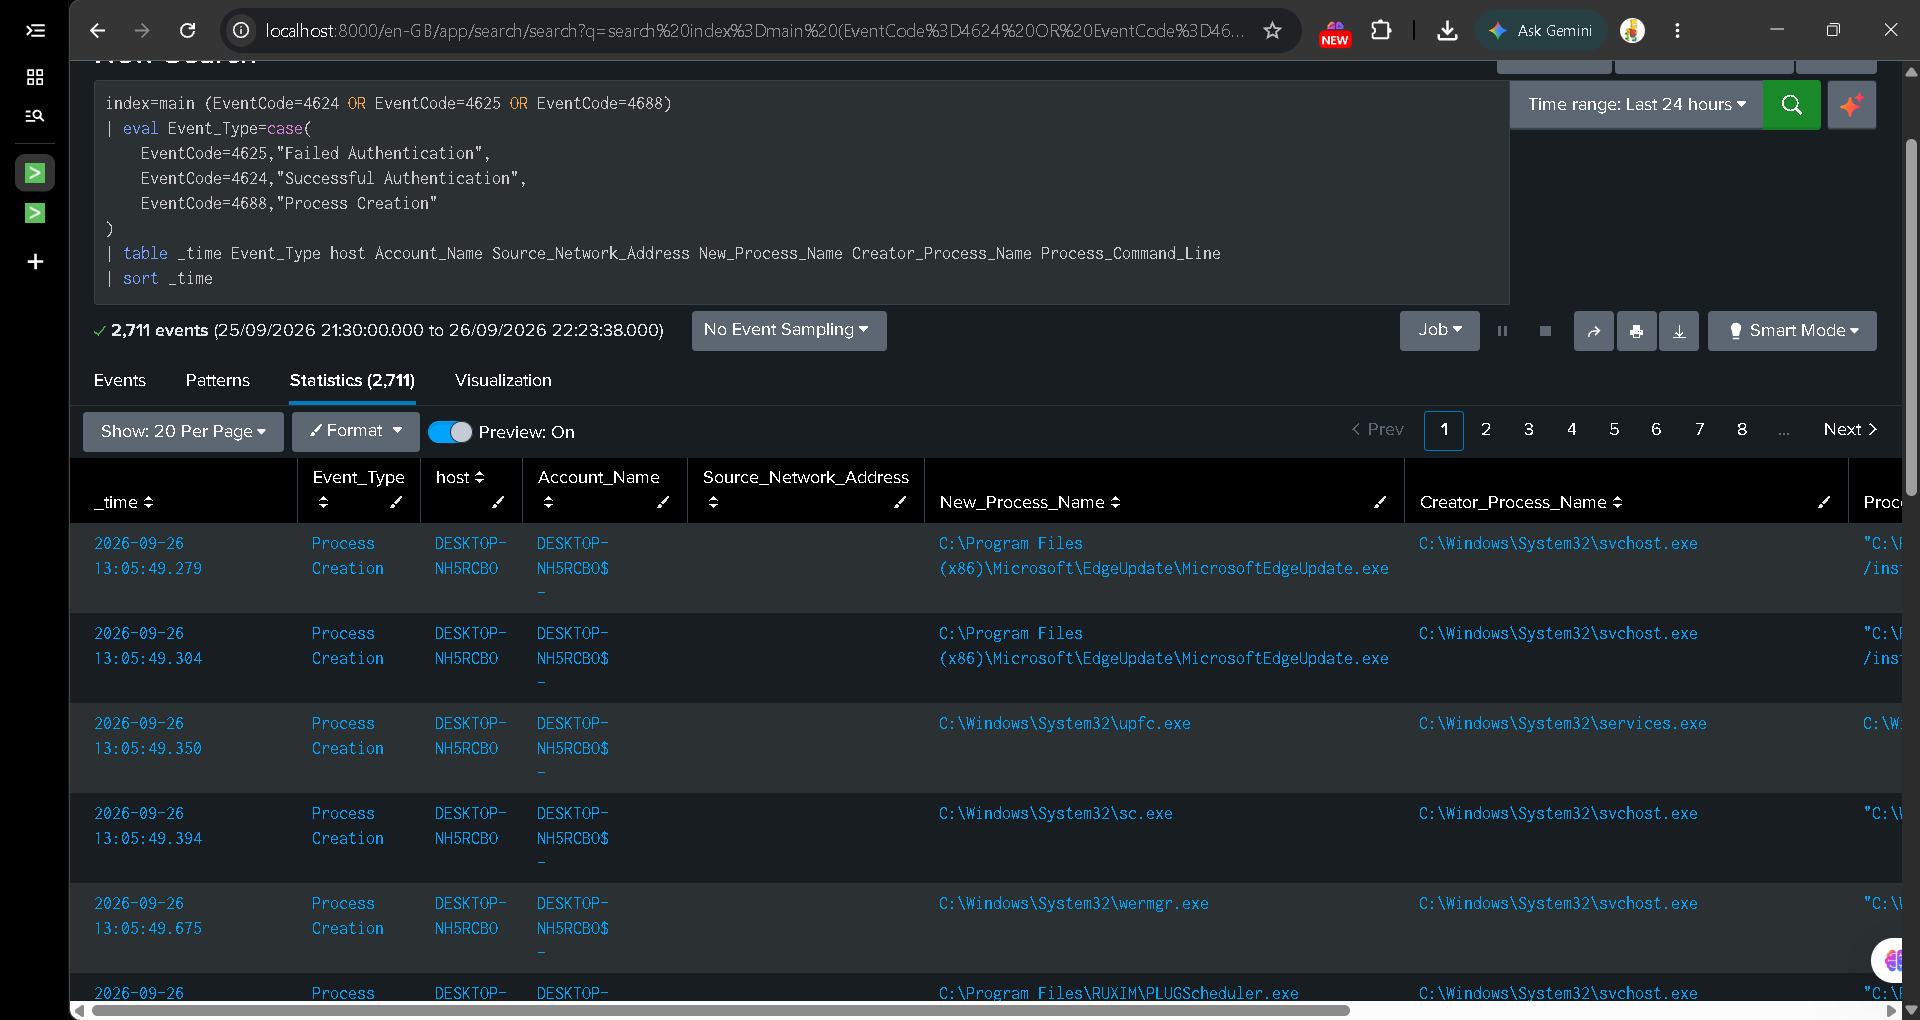 localhost:8000/en-GB/app/search/search?q=search%20index%3Dmain%20(EventCode%3D4624%20OR%20EventCode%3D46...
NEW
Ask Gemini
New Search
index=main (EventCode=4624 OR EventCode=4625 OR EventCode=4688)
| eval Event_Type=case(
EventCode=4625,"Failed Authentication",
EventCode=4624,"Successful Authentication",
EventCode=4688,"Process Creation"
)
| table _time Event_Type host Account_Name Source_Network_Address New_Process_Name Creator_Process_Name Process_Command_Line
| sort _time
Time range: Last 24 hours
2,711 events (25/09/2026 21:30:00.000 to 26/09/2026 22:23:38.000)
No Event Sampling
Job
Smart Mode
Events Patterns Statistics (2,711) Visualization
Show: 20 Per Page Format Preview: On
< Prev 1 2 3 4 5 6 7 8 ... Next >
_time Event_Type host Account_Name Source_Network_Address New_Process_Name Creator_Process_Name Proc
2026-09-26 Process DESKTOP- DESKTOP- C:\Program Files C:\Windows\System32\svchost.exe "C:\
13:05:49.279 Creation NH5RCBO NH5RCBO$ (x86)\Microsoft\EdgeUpdate\MicrosoftEdgeUpdate.exe /ins
-
2026-09-26 Process DESKTOP- DESKTOP- C:\Program Files C:\Windows\System32\svchost.exe "C:\
13:05:49.304 Creation NH5RCBO NH5RCBO$ (x86)\Microsoft\EdgeUpdate\MicrosoftEdgeUpdate.exe /ins
-
2026-09-26 Process DESKTOP- DESKTOP- C:\Windows\System32\upfc.exe C:\Windows\System32\services.exe C:\W
13:05:49.350 Creation NH5RCBO NH5RCBO$
-
2026-09-26 Process DESKTOP- DESKTOP- C:\Windows\System32\sc.exe C:\Windows\System32\svchost.exe "C:\
13:05:49.394 Creation NH5RCBO NH5RCBO$
-
2026-09-26 Process DESKTOP- DESKTOP- C:\Windows\System32\wermgr.exe C:\Windows\System32\svchost.exe "C:\
13:05:49.675 Creation NH5RCBO NH5RCBO$
-
2026-09-26 Process DESKTOP- DESKTOP- C:\Program Files\RUXIM\PLUGScheduler.exe C:\Windows\System32\svchost.exe "C:\